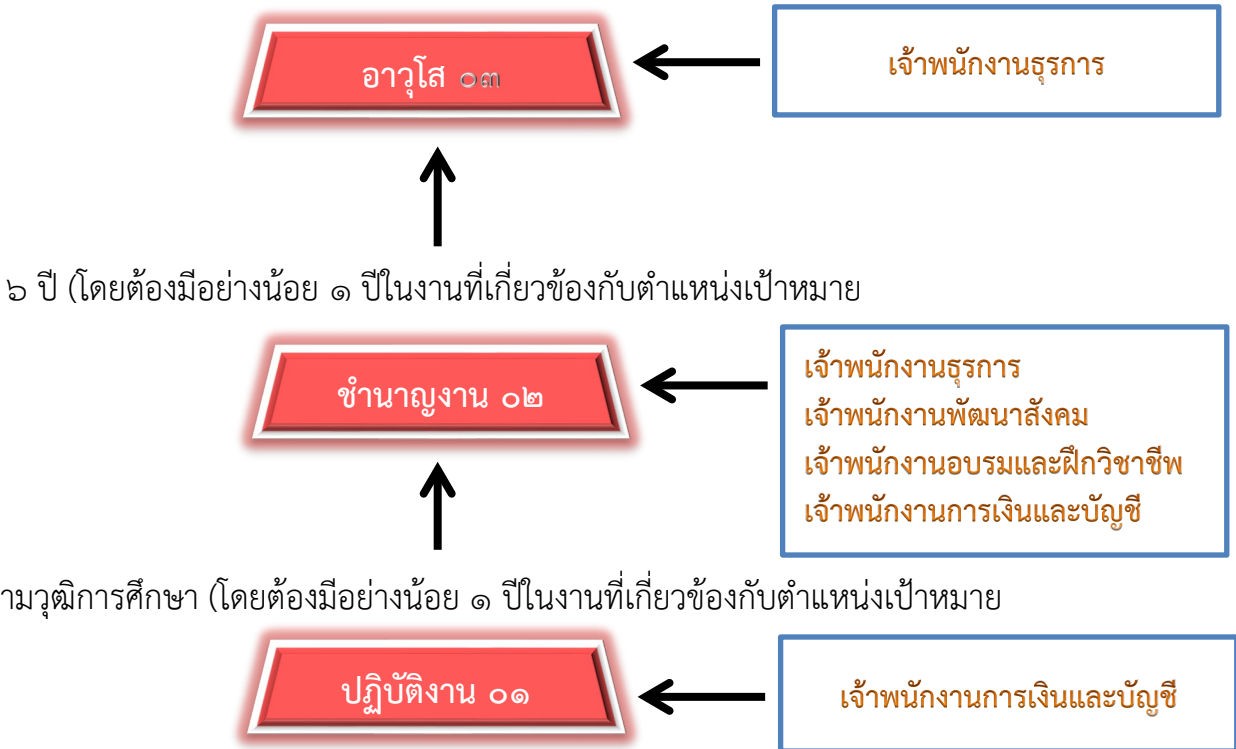 อาวุโส ๐๓
เจ้าพนักงานธุรการ
๖ ปี (โดยต้องมีอย่างน้อย ๑ ปีในงานที่เกี่ยวข้องกับตำแหน่งเป้าหมาย
ชำนาญงาน ๐๒
เจ้าพนักงานธุรการ
เจ้าพนักงานพัฒนาสังคม
เจ้าพนักงานอบรมและฝึกวิชาชีพ
เจ้าพนักงานการเงินและบัญชี
ามวุฒิการศึกษา (โดยต้องมีอย่างน้อย ๑ ปีในงานที่เกี่ยวข้องกับตำแหน่งเป้าหมาย
ปฏิบัติงาน ๐๑
เจ้าพนักงานการเงินและบัญชี